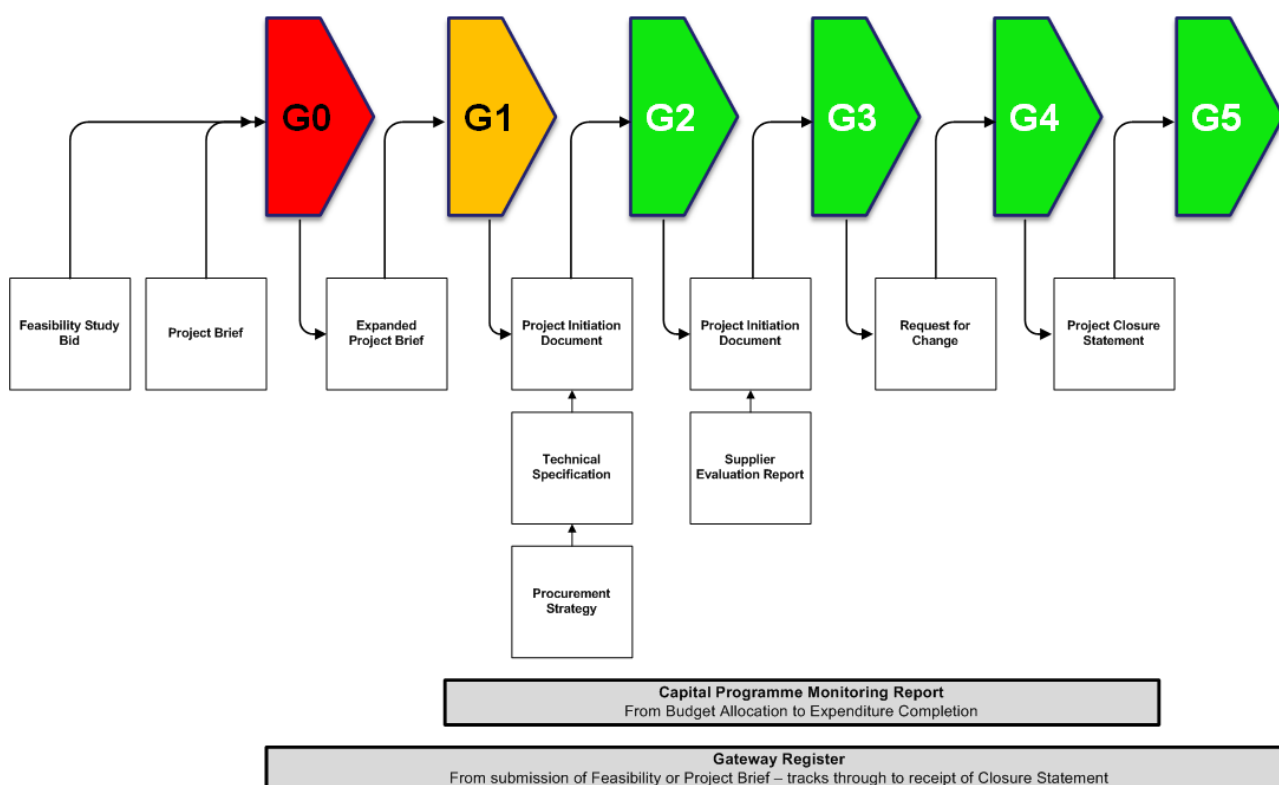 G0
G1
G2
G3
G4
G5
Feasibility Study
Bid
Project Brief
Expanded
Project Brief
Project Initiation
Document
Project Initiation
Document
Request for
Change
Project Closure
Statement
Technical
Specification
Supplier
Evaluation Report
Procurement
Strategy
Capital Programme Monitoring Report
From Budget Allocation to Expenditure Completion
Gateway Register
From submission of Feasibility or Project Brief – tracks through to receipt of Closure Statement